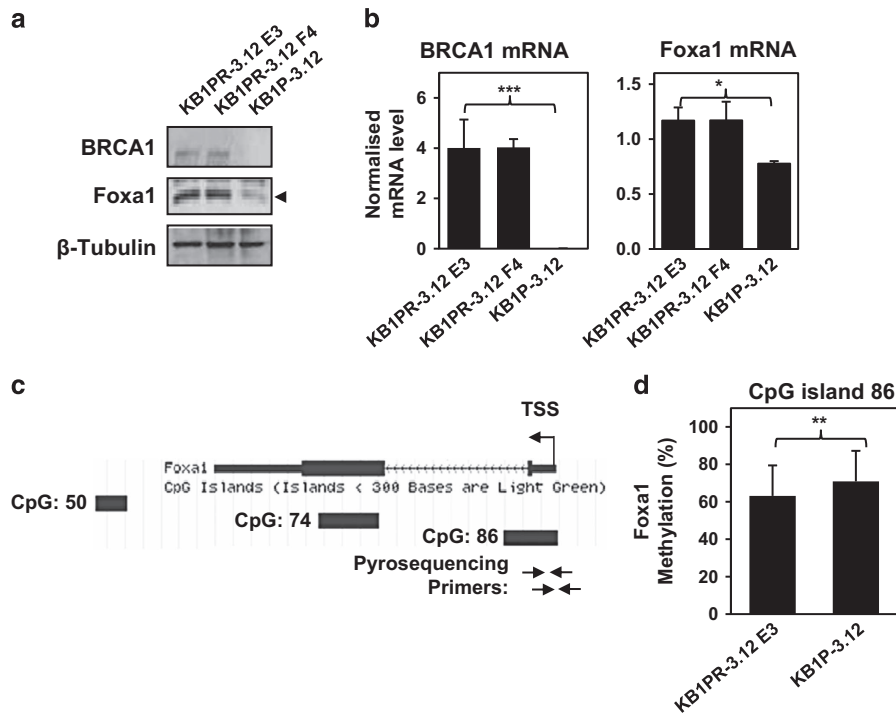 a
KB1PR-3.12 E3
KB1PR-3.12 F4
KB1P-3.12
BRCA1
Foxa1
β-Tubulin
b
BRCA1 mRNA
Normalised
mRNA level
6
4
2
0
***
KB1PR-3.12 E3
KB1PR-3.12 F4
KB1P-3.12
Foxa1 mRNA
1.5
1.0
0.5
0.0
*
KB1PR-3.12 E3
KB1PR-3.12 F4
KB1P-3.12
c
TSS
Foxa1
CpG Islands (Islands < 300 Bases are Light Green)
CpG: 50
CpG: 74
CpG: 86
Pyrosequencing
Primers:
d
CpG island 86
Foxa1
Methylation (%)
100
80
60
40
20
0
**
KB1PR-3.12 E3
KB1P-3.12